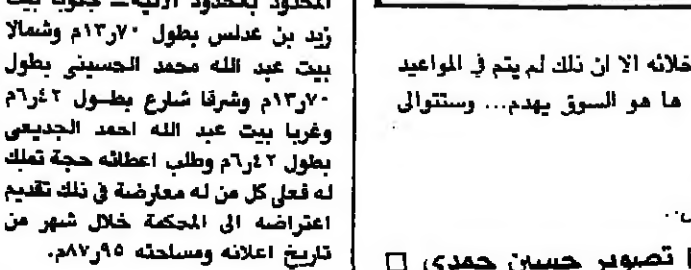 المحدود بالحدود الاتية ـ جنوبا بيت
زيد بن عدلس بطول ٧٠ر١٣م وشمالا
بيت عبد الله محمد الحسيني بطول
٧٠ر١٣م وشرقا شارع بطول ٤٢ر٦م
وغربا بيت عبد الله احمد الجديعي
بطول ٤٢ر٦م وطلب اعطائه حجة تملك
له فعلى كل من له معارضة في ذلك تقديم
اعتراضه الى المحكمة خلال شهر من
تاريخ اعلانه ومساحته ٩٥ر٨٧م.
خلائه الا ان ذلك لم يتم في المواعيد
ها هو السوق يهدم... وستتوالى
تصوير حسين حمدي □